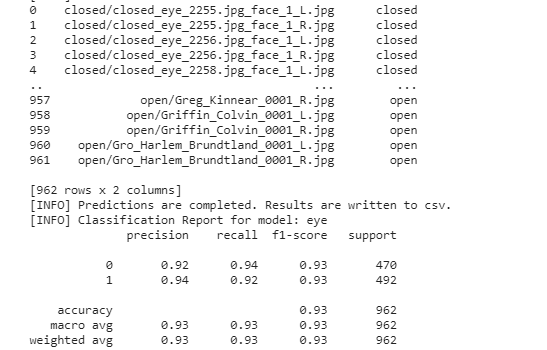 0 closed/closed_eye_2255.jpg_face_1_L.jpg closed
1 closed/closed_eye_2255.jpg_face_1_R.jpg closed
2 closed/closed_eye_2256.jpg_face_1_L.jpg closed
3 closed/closed_eye_2256.jpg_face_1_R.jpg closed
4 closed/closed_eye_2258.jpg_face_1_L.jpg closed
.. ... ...
957 open/Greg_Kinnear_0001_R.jpg open
958 open/Griffin_Colvin_0001_L.jpg open
959 open/Griffin_Colvin_0001_R.jpg open
960 open/Gro_Harlem_Brundtland_0001_L.jpg open
961 open/Gro_Harlem_Brundtland_0001_R.jpg open
[962 rows x 2 columns]
[INFO] Predictions are completed. Results are written to csv.
[INFO] Classification Report for model: eye
precision recall f1-score support
0 0.92 0.94 0.93 470
1 0.94 0.92 0.93 492
accuracy 0.93 962
macro avg 0.93 0.93 0.93 962
weighted avg 0.93 0.93 0.93 962